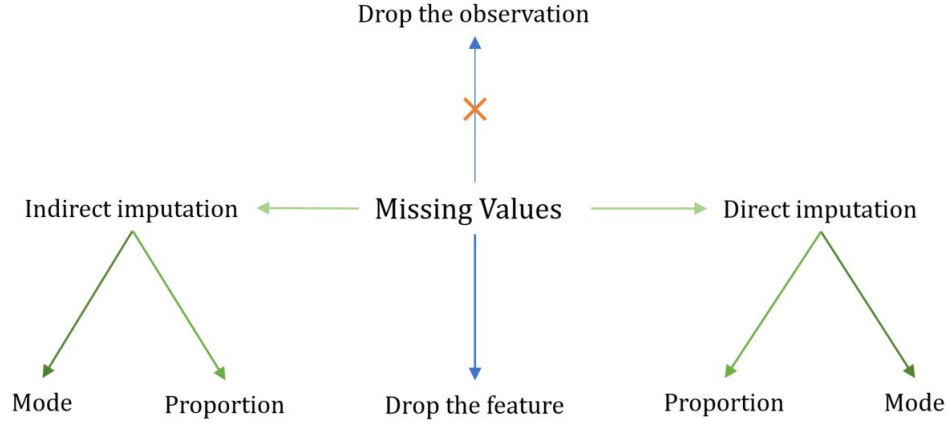 Drop the observation
Indirect imputation
Missing Values
Direct imputation
Mode
Proportion
Drop the feature
Proportion
Mode